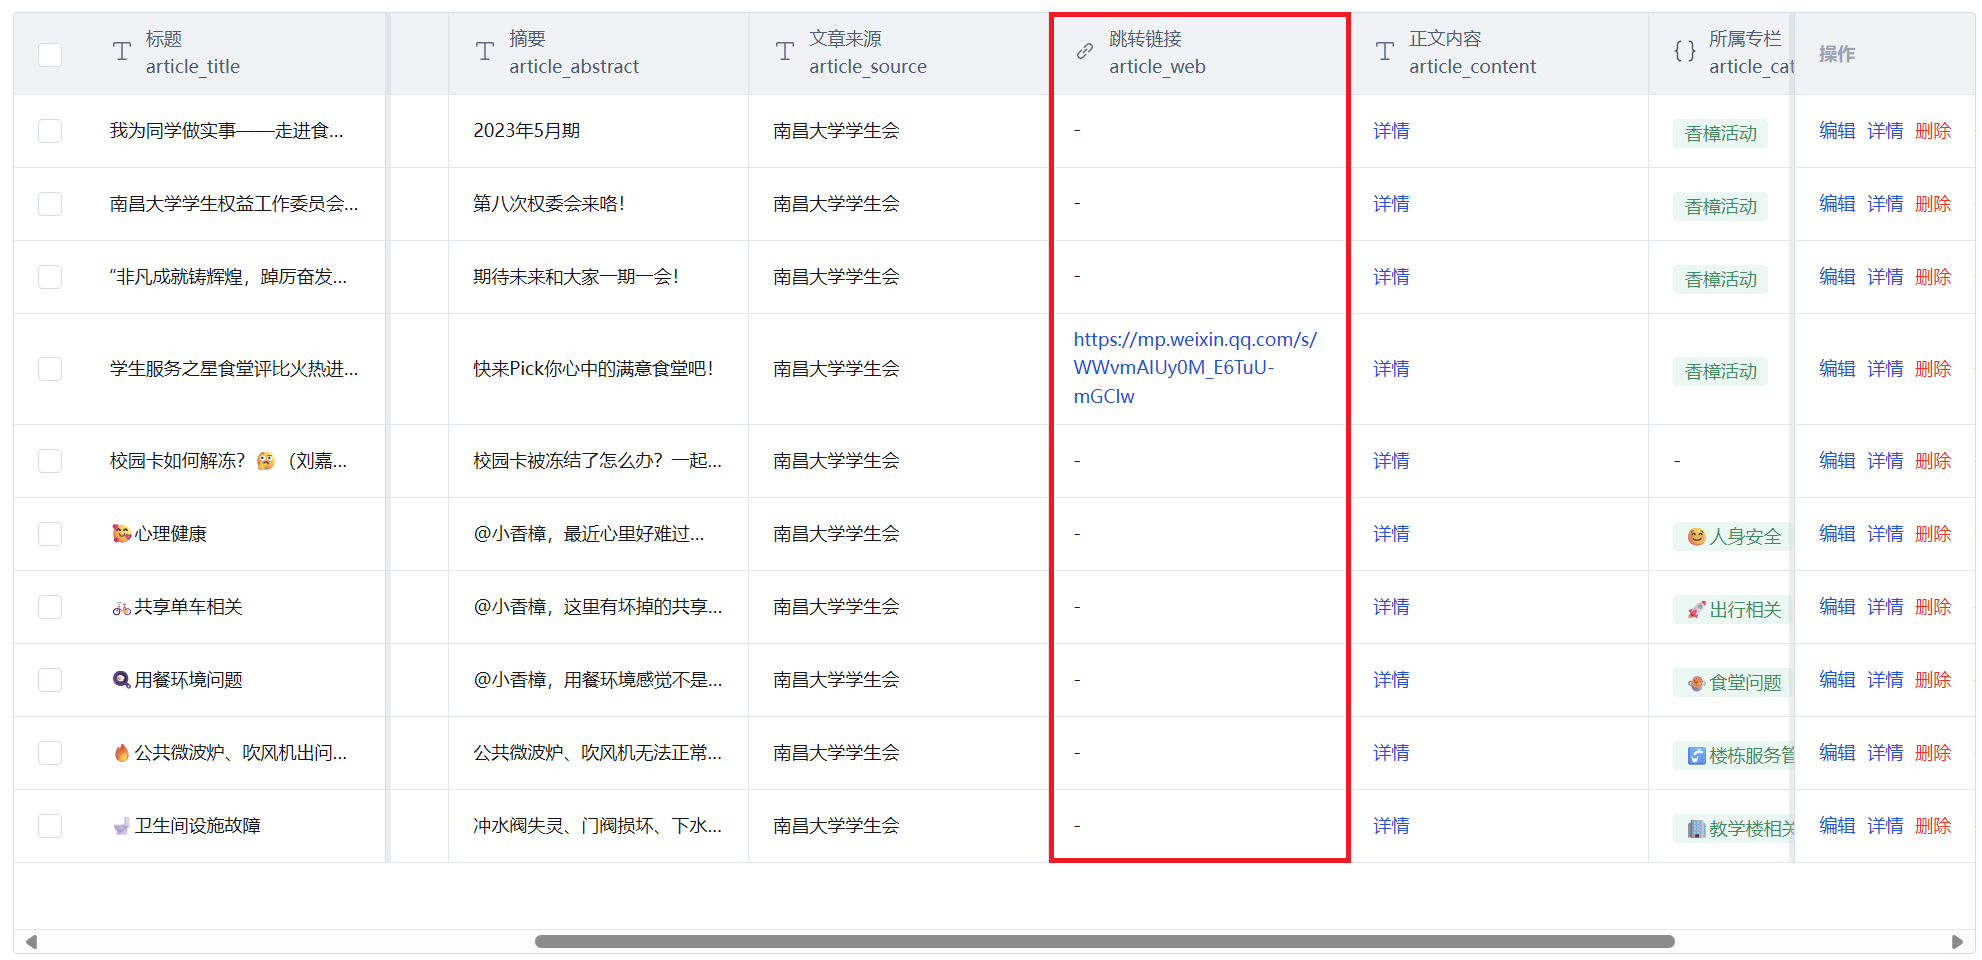 标题
article_title
摘要
article_abstract
文章来源
article_source
跳转链接
article_web
正文内容
article_content
所属专栏
article_cat
操作
我为同学做实事——走进食...
2023年5月期
南昌大学学生会
-
详情
香樟活动
编辑 详情 删除
南昌大学学生权益工作委员会...
第八次权委会来咯！
南昌大学学生会
-
详情
香樟活动
编辑 详情 删除
“非凡成就铸辉煌，踔厉奋发...
期待未来和大家一期一会！
南昌大学学生会
-
详情
香樟活动
编辑 详情 删除
学生服务之星食堂评比火热进...
快来Pick你心中的满意食堂吧！
南昌大学学生会
https://mp.weixin.qq.com/s/
WWvmAIUy0M_E6TuU-
mGCIw
详情
香樟活动
编辑 详情 删除
校园卡如何解冻？🤔（刘嘉...
校园卡被冻结了怎么办？一起...
南昌大学学生会
-
详情
-
编辑 详情 删除
🥰心理健康
@小香樟，最近心里好难过...
南昌大学学生会
-
详情
😊人身安全
编辑 详情 删除
🚲共享单车相关
@小香樟，这里有坏掉的共享...
南昌大学学生会
-
详情
🚀出行相关
编辑 详情 删除
🍳用餐环境问题
@小香樟，用餐环境感觉不是...
南昌大学学生会
-
详情
食堂问题
编辑 详情 删除
🔥公共微波炉、吹风机出问...
公共微波炉、吹风机无法正常...
南昌大学学生会
-
详情
🚰楼栋服务管
编辑 详情 删除
🚽卫生间设施故障
冲水阀失灵、门阀损坏、下水...
南昌大学学生会
-
详情
🏢教学楼相关
编辑 详情 删除